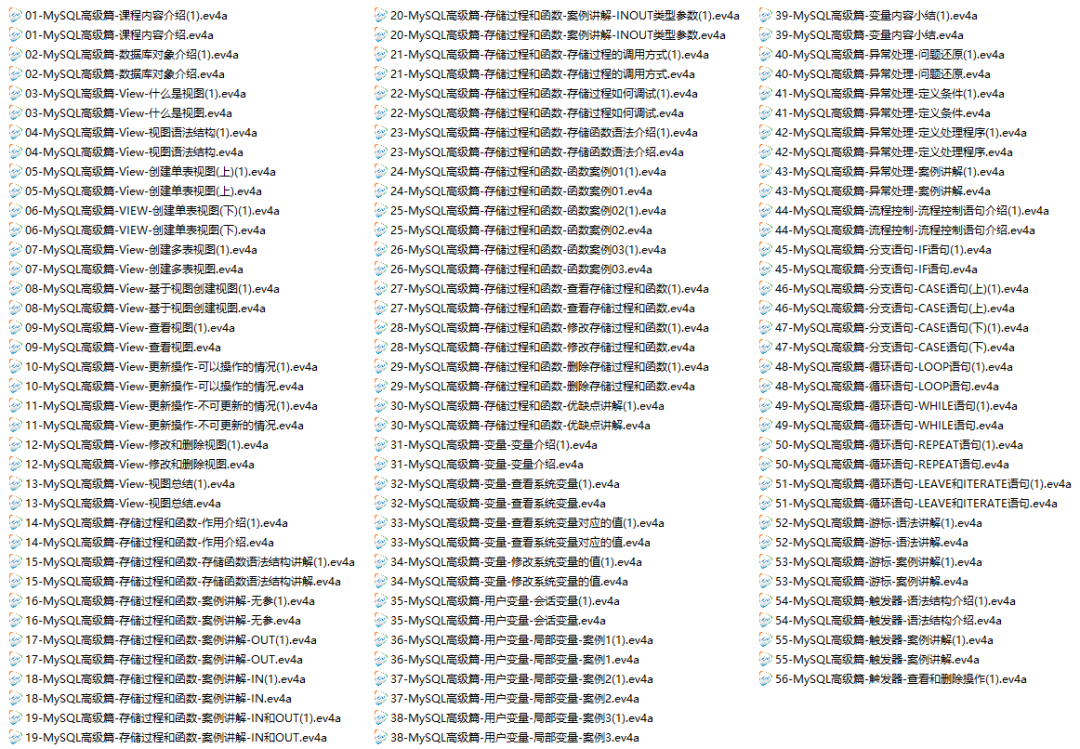 01-MySQL高级篇-课程内容介绍(1).ev4a
01-MySQL高级篇-课程内容介绍.ev4a
02-MySQL高级篇-数据库对象介绍(1).ev4a
02-MySQL高级篇-数据库对象介绍.ev4a
03-MySQL高级篇-View-什么是视图(1).ev4a
03-MySQL高级篇-View-什么是视图.ev4a
04-MySQL高级篇-View-视图语法结构(1).ev4a
04-MySQL高级篇-View-视图语法结构.ev4a
05-MySQL高级篇-View-创建单表视图(上)(1).ev4a
05-MySQL高级篇-View-创建单表视图(上).ev4a
06-MySQL高级篇-VIEW-创建单表视图(下)(1).ev4a
06-MySQL高级篇-VIEW-创建单表视图(下).ev4a
07-MySQL高级篇-View-创建多表视图(1).ev4a
07-MySQL高级篇-View-创建多表视图.ev4a
08-MySQL高级篇-View-基于视图创建视图(1).ev4a
08-MySQL高级篇-View-基于视图创建视图.ev4a
09-MySQL高级篇-View-查看视图(1).ev4a
09-MySQL高级篇-View-查看视图.ev4a
10-MySQL高级篇-View-更新操作-可以操作的情况(1).ev4a
10-MySQL高级篇-View-更新操作-可以操作的情况.ev4a
11-MySQL高级篇-View-更新操作-不可更新的情况(1).ev4a
11-MySQL高级篇-View-更新操作-不可更新的情况.ev4a
12-MySQL高级篇-View-修改和删除视图(1).ev4a
12-MySQL高级篇-View-修改和删除视图.ev4a
13-MySQL高级篇-View-视图总结(1).ev4a
13-MySQL高级篇-View-视图总结.ev4a
14-MySQL高级篇-存储过程和函数-作用介绍(1).ev4a
14-MySQL高级篇-存储过程和函数-作用介绍.ev4a
15-MySQL高级篇-存储过程和函数-存储函数语法结构讲解(1).ev4a
15-MySQL高级篇-存储过程和函数-存储函数语法结构讲解.ev4a
16-MySQL高级篇-存储过程和函数-案例讲解-无参(1).ev4a
16-MySQL高级篇-存储过程和函数-案例讲解-无参.ev4a
17-MySQL高级篇-存储过程和函数-案例讲解-OUT(1).ev4a
17-MySQL高级篇-存储过程和函数-案例讲解-OUT.ev4a
18-MySQL高级篇-存储过程和函数-案例讲解-IN(1).ev4a
18-MySQL高级篇-存储过程和函数-案例讲解-IN.ev4a
19-MySQL高级篇-存储过程和函数-案例讲解-IN和OUT(1).ev4a
19-MySQL高级篇-存储过程和函数-案例讲解-IN和OUT.ev4a
20-MySQL高级篇-存储过程和函数-案例讲解-INOUT类型参数(1).ev4a
20-MySQL高级篇-存储过程和函数-案例讲解-INOUT类型参数.ev4a
21-MySQL高级篇-存储过程和函数-存储过程的调用方式(1).ev4a
21-MySQL高级篇-存储过程和函数-存储过程的调用方式.ev4a
22-MySQL高级篇-存储过程和函数-存储过程如何调试(1).ev4a
22-MySQL高级篇-存储过程和函数-存储过程如何调试.ev4a
23-MySQL高级篇-存储过程和函数-存储函数语法介绍(1).ev4a
23-MySQL高级篇-存储过程和函数-存储函数语法介绍.ev4a
24-MySQL高级篇-存储过程和函数-函数案例01(1).ev4a
24-MySQL高级篇-存储过程和函数-函数案例01.ev4a
25-MySQL高级篇-存储过程和函数-函数案例02(1).ev4a
25-MySQL高级篇-存储过程和函数-函数案例02.ev4a
26-MySQL高级篇-存储过程和函数-函数案例03(1).ev4a
26-MySQL高级篇-存储过程和函数-函数案例03.ev4a
27-MySQL高级篇-存储过程和函数-查看存储过程和函数(1).ev4a
27-MySQL高级篇-存储过程和函数-查看存储过程和函数.ev4a
28-MySQL高级篇-存储过程和函数-修改存储过程和函数(1).ev4a
28-MySQL高级篇-存储过程和函数-修改存储过程和函数.ev4a
29-MySQL高级篇-存储过程和函数-删除存储过程和函数(1).ev4a
29-MySQL高级篇-存储过程和函数-删除存储过程和函数.ev4a
30-MySQL高级篇-存储过程和函数-优缺点讲解(1).ev4a
30-MySQL高级篇-存储过程和函数-优缺点讲解.ev4a
31-MySQL高级篇-变量-变量介绍(1).ev4a
31-MySQL高级篇-变量-变量介绍.ev4a
32-MySQL高级篇-变量-查看系统变量(1).ev4a
32-MySQL高级篇-变量-查看系统变量.ev4a
33-MySQL高级篇-变量-查看系统变量对应的值(1).ev4a
33-MySQL高级篇-变量-查看系统变量对应的值.ev4a
34-MySQL高级篇-变量-修改系统变量的值(1).ev4a
34-MySQL高级篇-变量-修改系统变量的值.ev4a
35-MySQL高级篇-用户变量-会话变量(1).ev4a
35-MySQL高级篇-用户变量-会话变量.ev4a
36-MySQL高级篇-用户变量-局部变量-案例1(1).ev4a
36-MySQL高级篇-用户变量-局部变量-案例1.ev4a
37-MySQL高级篇-用户变量-局部变量-案例2(1).ev4a
37-MySQL高级篇-用户变量-局部变量-案例2.ev4a
38-MySQL高级篇-用户变量-局部变量-案例3(1).ev4a
38-MySQL高级篇-用户变量-局部变量-案例3.ev4a
39-MySQL高级篇-变量内容小结(1).ev4a
39-MySQL高级篇-变量内容小结.ev4a
40-MySQL高级篇-异常处理-问题还原(1).ev4a
40-MySQL高级篇-异常处理-问题还原.ev4a
41-MySQL高级篇-异常处理-定义条件(1).ev4a
41-MySQL高级篇-异常处理-定义条件.ev4a
42-MySQL高级篇-异常处理-定义处理程序(1).ev4a
42-MySQL高级篇-异常处理-定义处理程序.ev4a
43-MySQL高级篇-异常处理-案例讲解(1).ev4a
43-MySQL高级篇-异常处理-案例讲解.ev4a
44-MySQL高级篇-流程控制-流程控制语句介绍(1).ev4a
44-MySQL高级篇-流程控制-流程控制语句介绍.ev4a
45-MySQL高级篇-分支语句-IF语句(1).ev4a
45-MySQL高级篇-分支语句-IF语句.ev4a
46-MySQL高级篇-分支语句-CASE语句(上)(1).ev4a
46-MySQL高级篇-分支语句-CASE语句(上).ev4a
47-MySQL高级篇-分支语句-CASE语句(下)(1).ev4a
47-MySQL高级篇-分支语句-CASE语句(下).ev4a
48-MySQL高级篇-循环语句-LOOP语句(1).ev4a
48-MySQL高级篇-循环语句-LOOP语句.ev4a
49-MySQL高级篇-循环语句-WHILE语句(1).ev4a
49-MySQL高级篇-循环语句-WHILE语句.ev4a
50-MySQL高级篇-循环语句-REPEAT语句(1).ev4a
50-MySQL高级篇-循环语句-REPEAT语句.ev4a
51-MySQL高级篇-循环语句-LEAVE和ITERATE语句(1).ev4a
51-MySQL高级篇-循环语句-LEAVE和ITERATE语句.ev4a
52-MySQL高级篇-游标-语法讲解(1).ev4a
52-MySQL高级篇-游标-语法讲解.ev4a
53-MySQL高级篇-游标-案例讲解(1).ev4a
53-MySQL高级篇-游标-案例讲解.ev4a
54-MySQL高级篇-触发器-语法结构介绍(1).ev4a
54-MySQL高级篇-触发器-语法结构介绍.ev4a
55-MySQL高级篇-触发器-案例讲解(1).ev4a
55-MySQL高级篇-触发器-案例讲解.ev4a
56-MySQL高级篇-触发器-查看和删除操作(1).ev4a